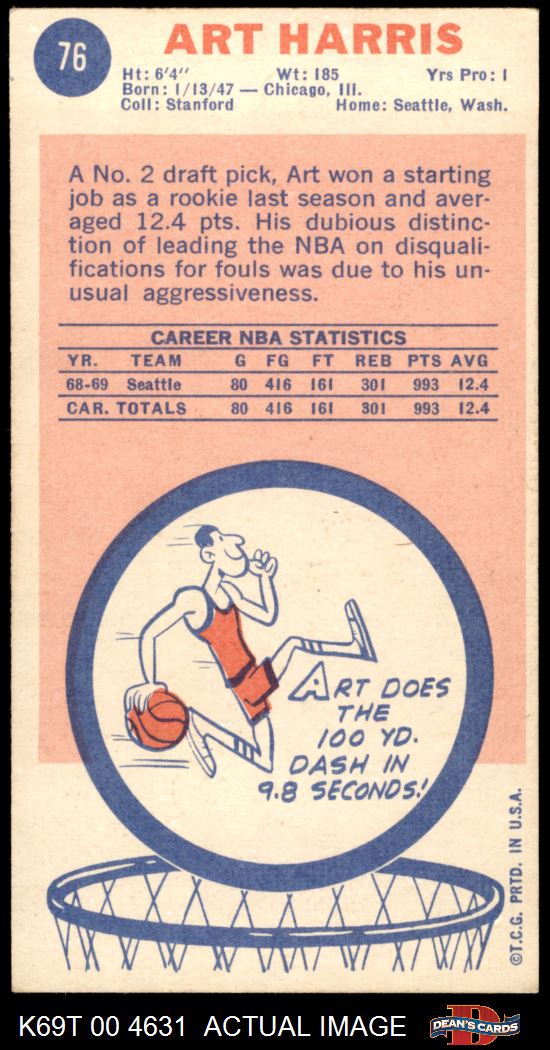 76
ART HARRIS
Ht: 6'4" Wt: 185 Yrs Pro: 1
Born: 1/13/47 — Chicago, Ill.
Coll: Stanford Home: Seattle, Wash.
A No. 2 draft pick, Art won a starting
job as a rookie last season and aver-
aged 12.4 pts. His dubious distinc-
tion of leading the NBA on disquali-
fications for fouls was due to his un-
usual aggressiveness.
CAREER NBA STATISTICS
YR. TEAM G FG FT REB PTS AVG
68-69 Seattle 80 416 161 301 993 12.4
CAR. TOTALS 80 416 161 301 993 12.4
ART DOES
THE
100 YD.
DASH IN
9.8 SECONDS!
©T.C.G. PRTD. IN U.S.A.
K69T 00 4631 ACTUAL IMAGE
D
DEAN'S CARDS